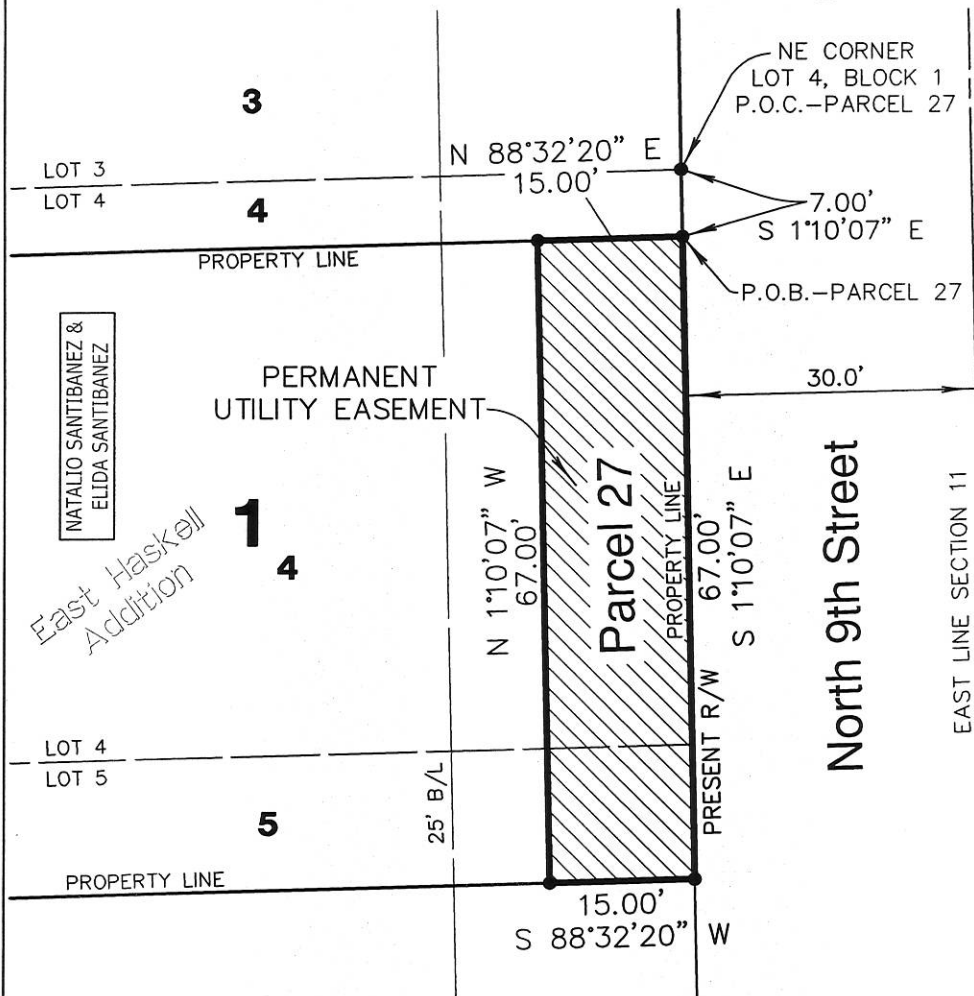 NE CORNER
LOT 4, BLOCK 1
P.O.C.-PARCEL 27
3
N 88°32'20" E
15.00'
LOT 3
LOT 4
4
7.00'
S 1°10'07" E
PROPERTY LINE
P.O.B.-PARCEL 27
NATALIO SANTIBANEZ &
ELIDA SANTIBANEZ
PERMANENT
UTILITY EASEMENT
30.0'
East Haskell
Addition
1
4
N 1°10'07" W
67.00'
Parcel 27
PROPERTY LINE
67.00'
S 1°10'07" E
PRESENT R/W
North 9th Street
EAST LINE SECTION 11
LOT 4
LOT 5
5
25' B/L
PROPERTY LINE
15.00'
S 88°32'20" W